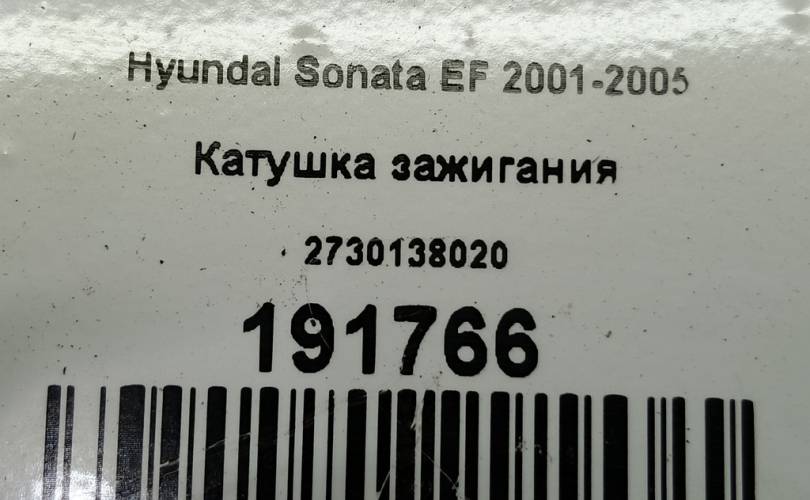 Hyundai Sonata EF 2001-2005
Катушка зажигания
2730138020
191766